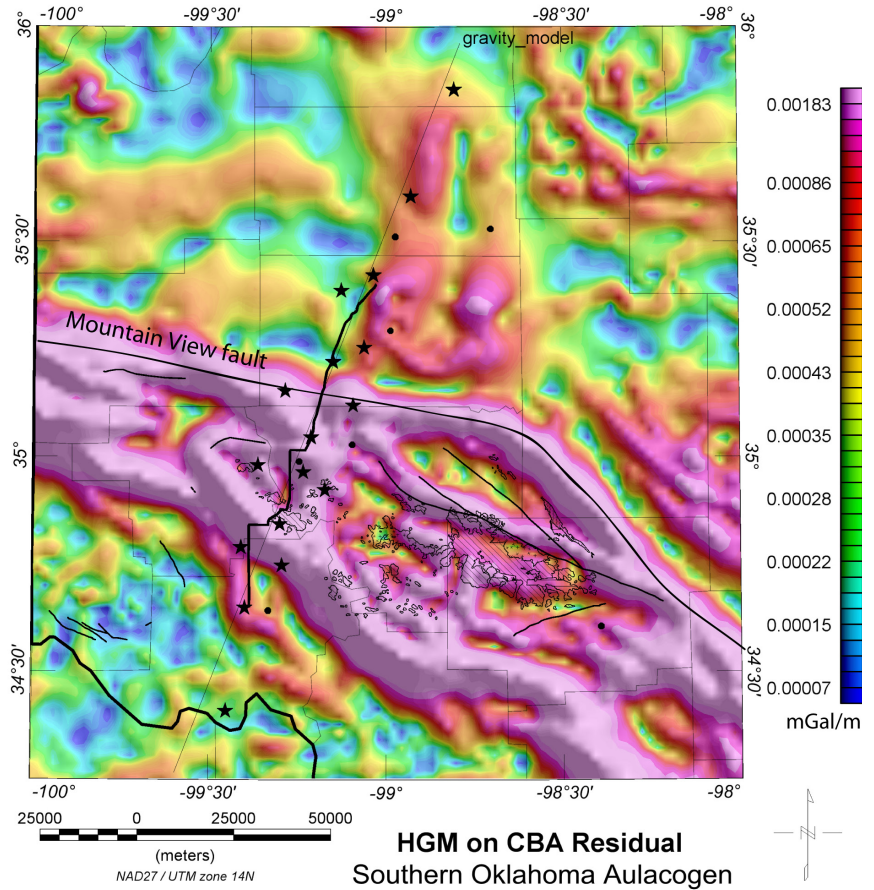 -100° -99°30' -99° -98°30' -98°
36° 36°
gravity_model
0.00183
0.00086
35°30' 35°30'
0.00065
0.00052
Mountain View fault
0.00043
0.00035
35° 35°
0.00028
0.00022
0.00015
34°30' 34°30'
0.00007
mGal/m
-100° -99°30' -99° -98°30' -98°
25000 0 25000 50000
(meters)
NAD27 / UTM zone 14N
HGM on CBA Residual
Southern Oklahoma Aulacogen
N